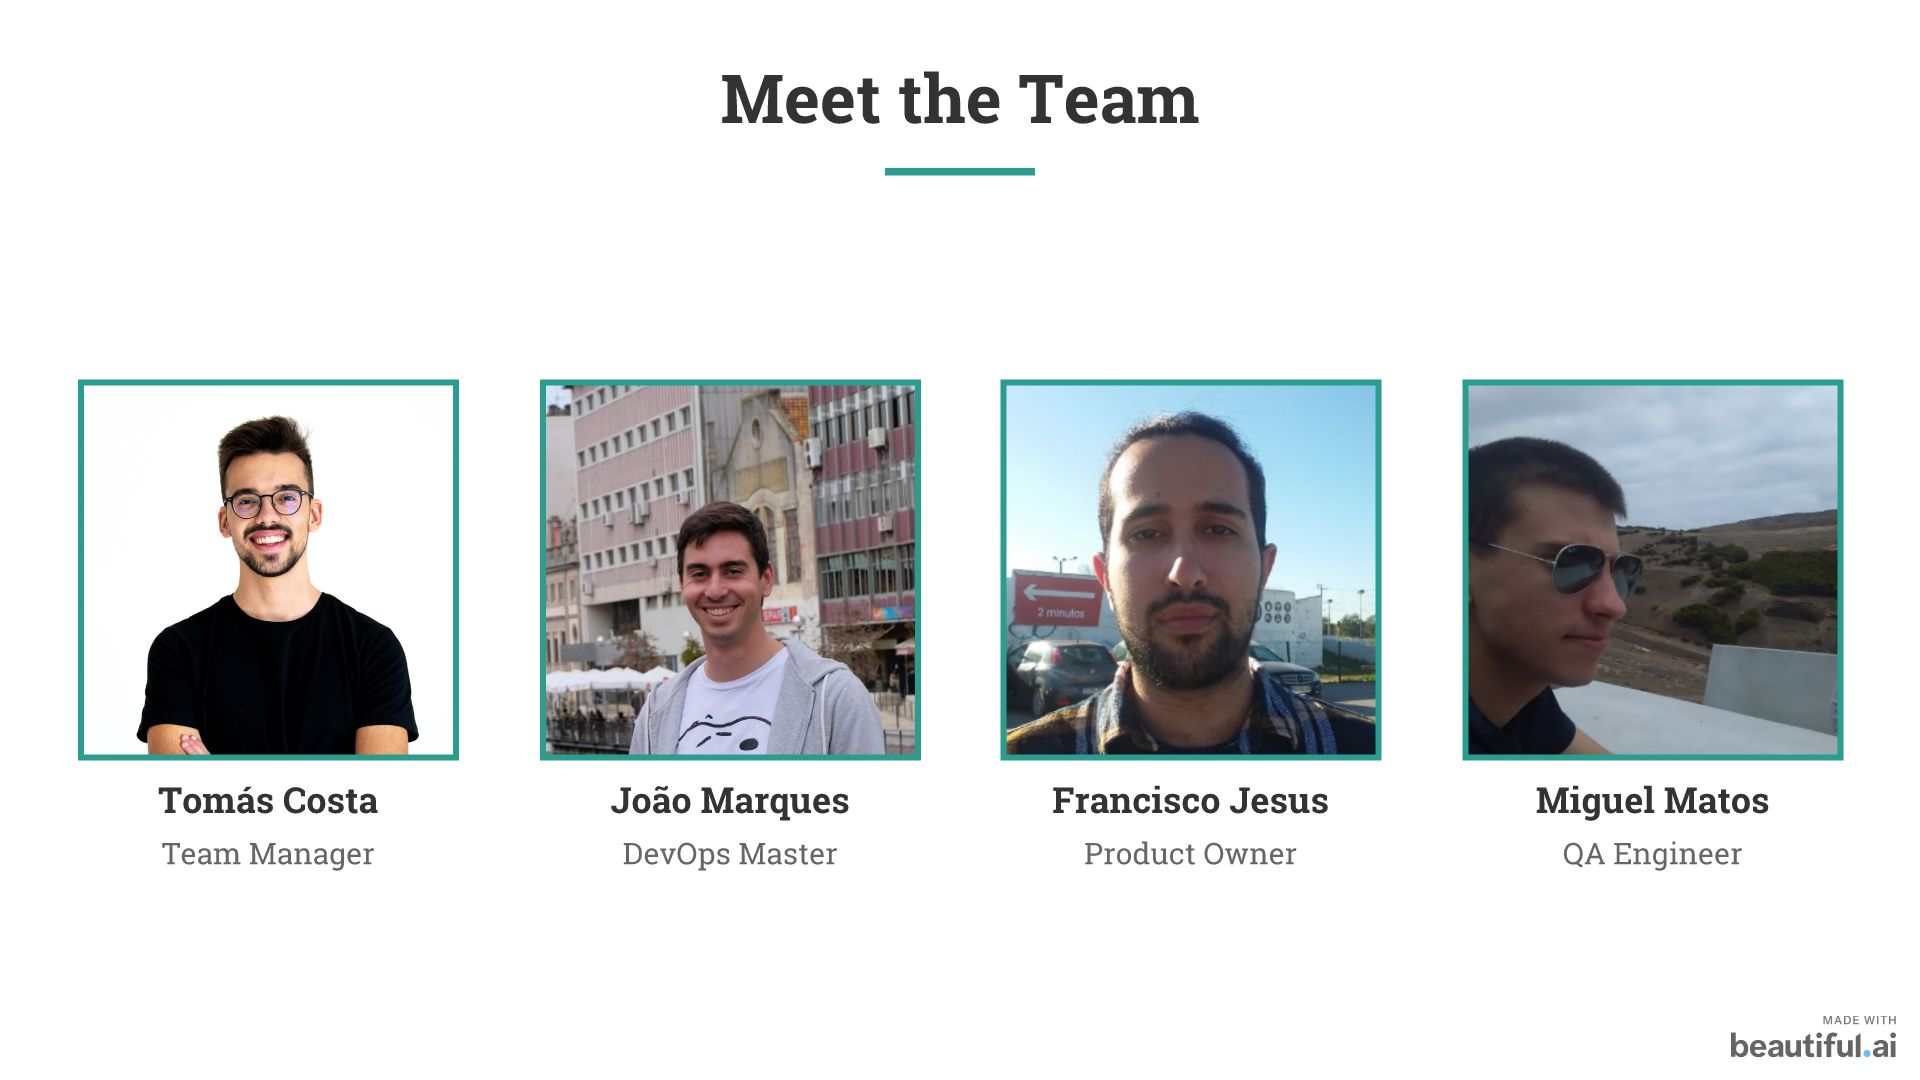 Meet the Team
2 minutos
Tomás Costa
Team Manager
João Marques
DevOps Master
Francisco Jesus
Product Owner
Miguel Matos
QA Engineer
MADE WITH
beautiful.ai